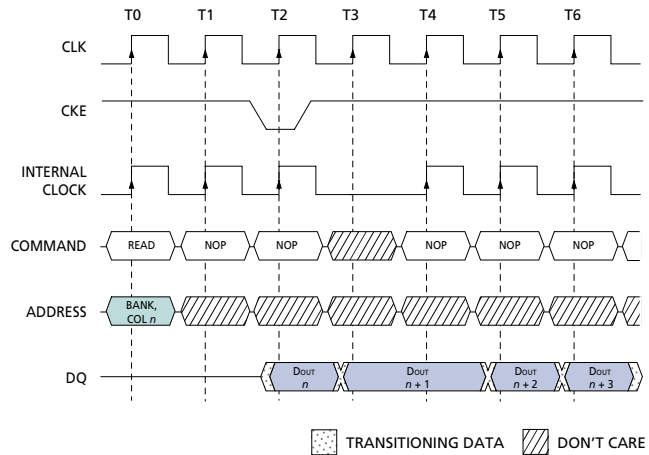 T0 T1 T2 T3 T4 T5 T6
CLK
CKE
INTERNAL
CLOCK
COMMAND READ NOP NOP NOP NOP NOP
ADDRESS BANK,
COL n
DQ DOUT DOUT DOUT DOUT
n n + 1 n + 2 n + 3
TRANSITIONING DATA DON'T CARE